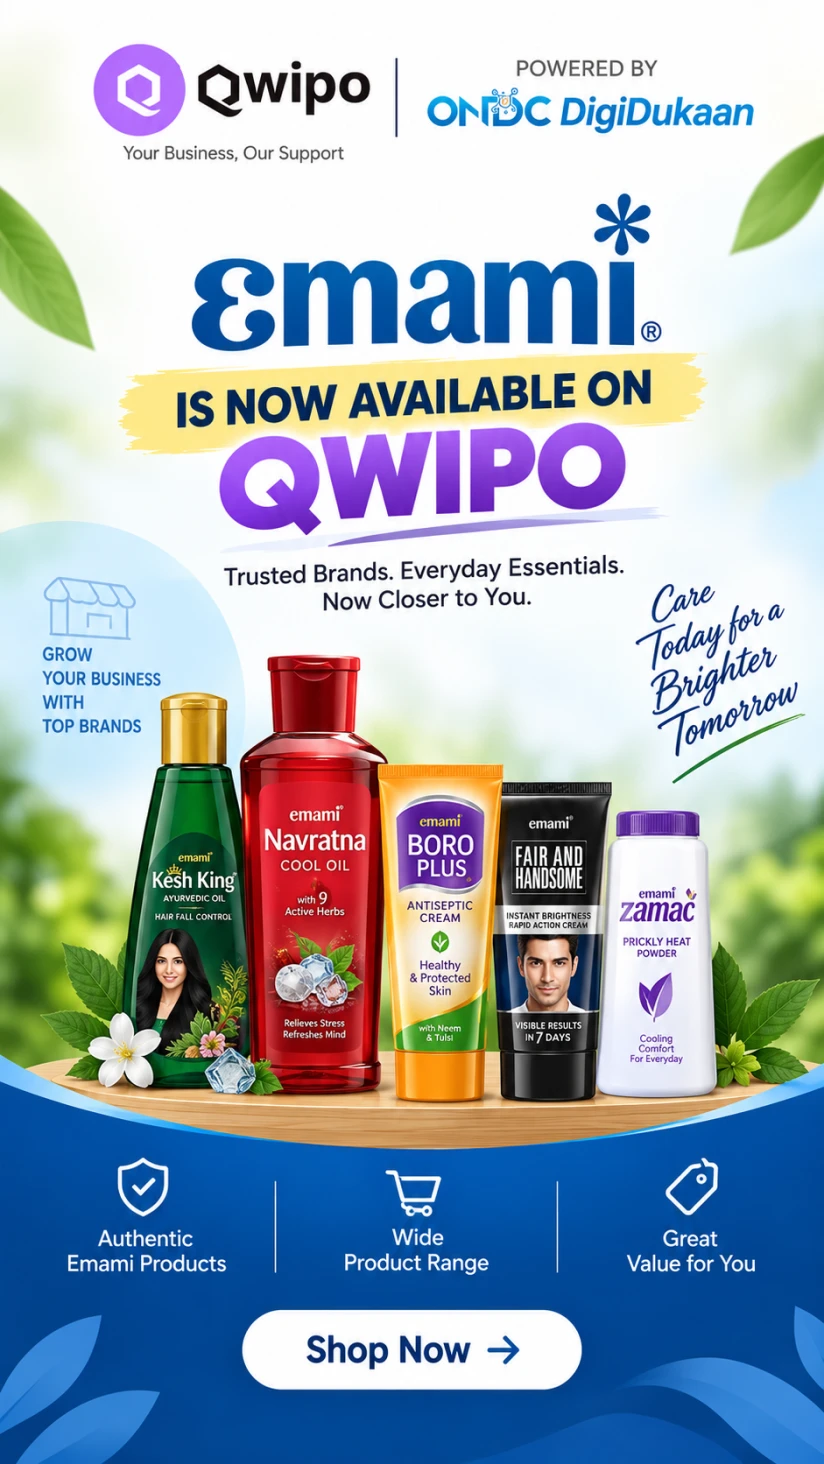 Qwipo
Your Business, Our Support
POWERED BY
ONDC DigiDukaan
emami®
IS NOW AVAILABLE ON
QWIPO
Trusted Brands. Everyday Essentials.
Now Closer to You.
GROW
YOUR BUSINESS
WITH
TOP BRANDS
Care
Today for a
Brighter
Tomorrow
emami®
Kesh King
AYURVEDIC OIL
HAIR FALL CONTROL
emami®
Navratna
COOL OIL
with 9
Active Herbs
Relieves Stress
Refreshes Mind
emami®
BORO
PLUS
ANTISEPTIC
CREAM
Healthy
& Protected
Skin
with Neem
& Tulsi
emami®
FAIR AND
HANDSOME
INSTANT BRIGHTNESS
RAPID ACTION CREAM
VISIBLE RESULTS
IN 7 DAYS
emami
zamac
PRICKLY HEAT
POWDER
Cooling
Comfort
For Everyday
Authentic
Emami Products
Wide
Product Range
Great
Value for You
Shop Now →